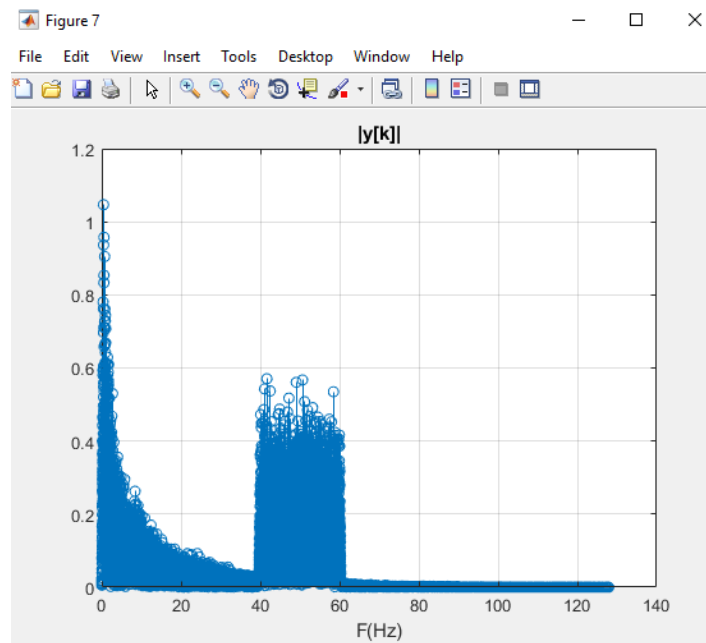 Figure 7
File Edit View Insert Tools Desktop Window Help
|y[k]|
1.2
1
0.8
0.6
0.4
0.2
0
0 20 40 60 80 100 120 140
F(Hz)